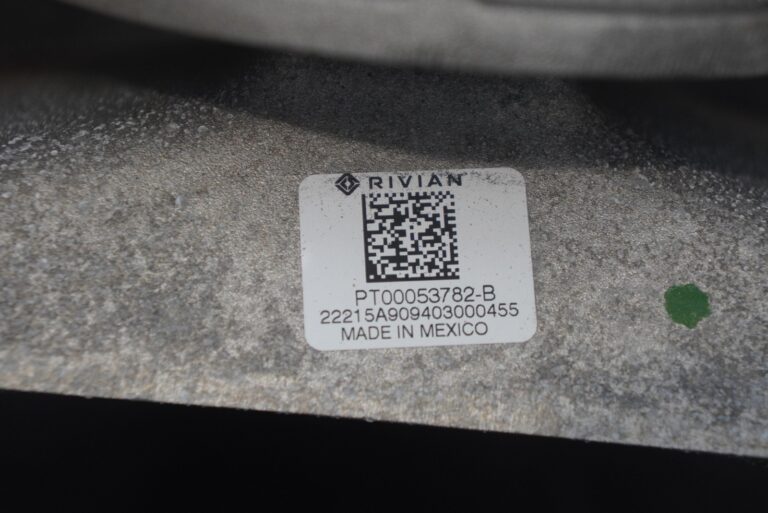 RIVIAN
PT00053782-B
22215A909403000455
MADE IN MEXICO